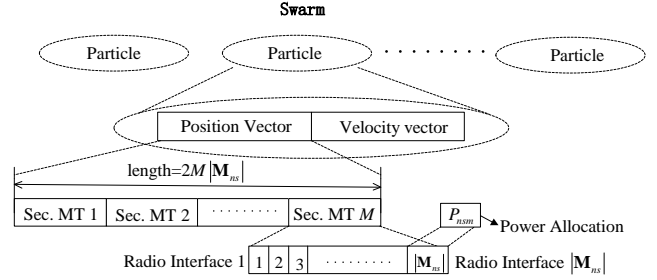 Swarm
Particle Particle . . . . . . . . Particle
Position Vector Velocity vector
length=2M |M_ns|
Sec. MT 1 Sec. MT 2 . . . . . . . . . Sec. MT M P_nsm Power Allocation
Radio Interface 1 1 2 3 . . . . . . . . . |M_ns| Radio Interface |M_ns|